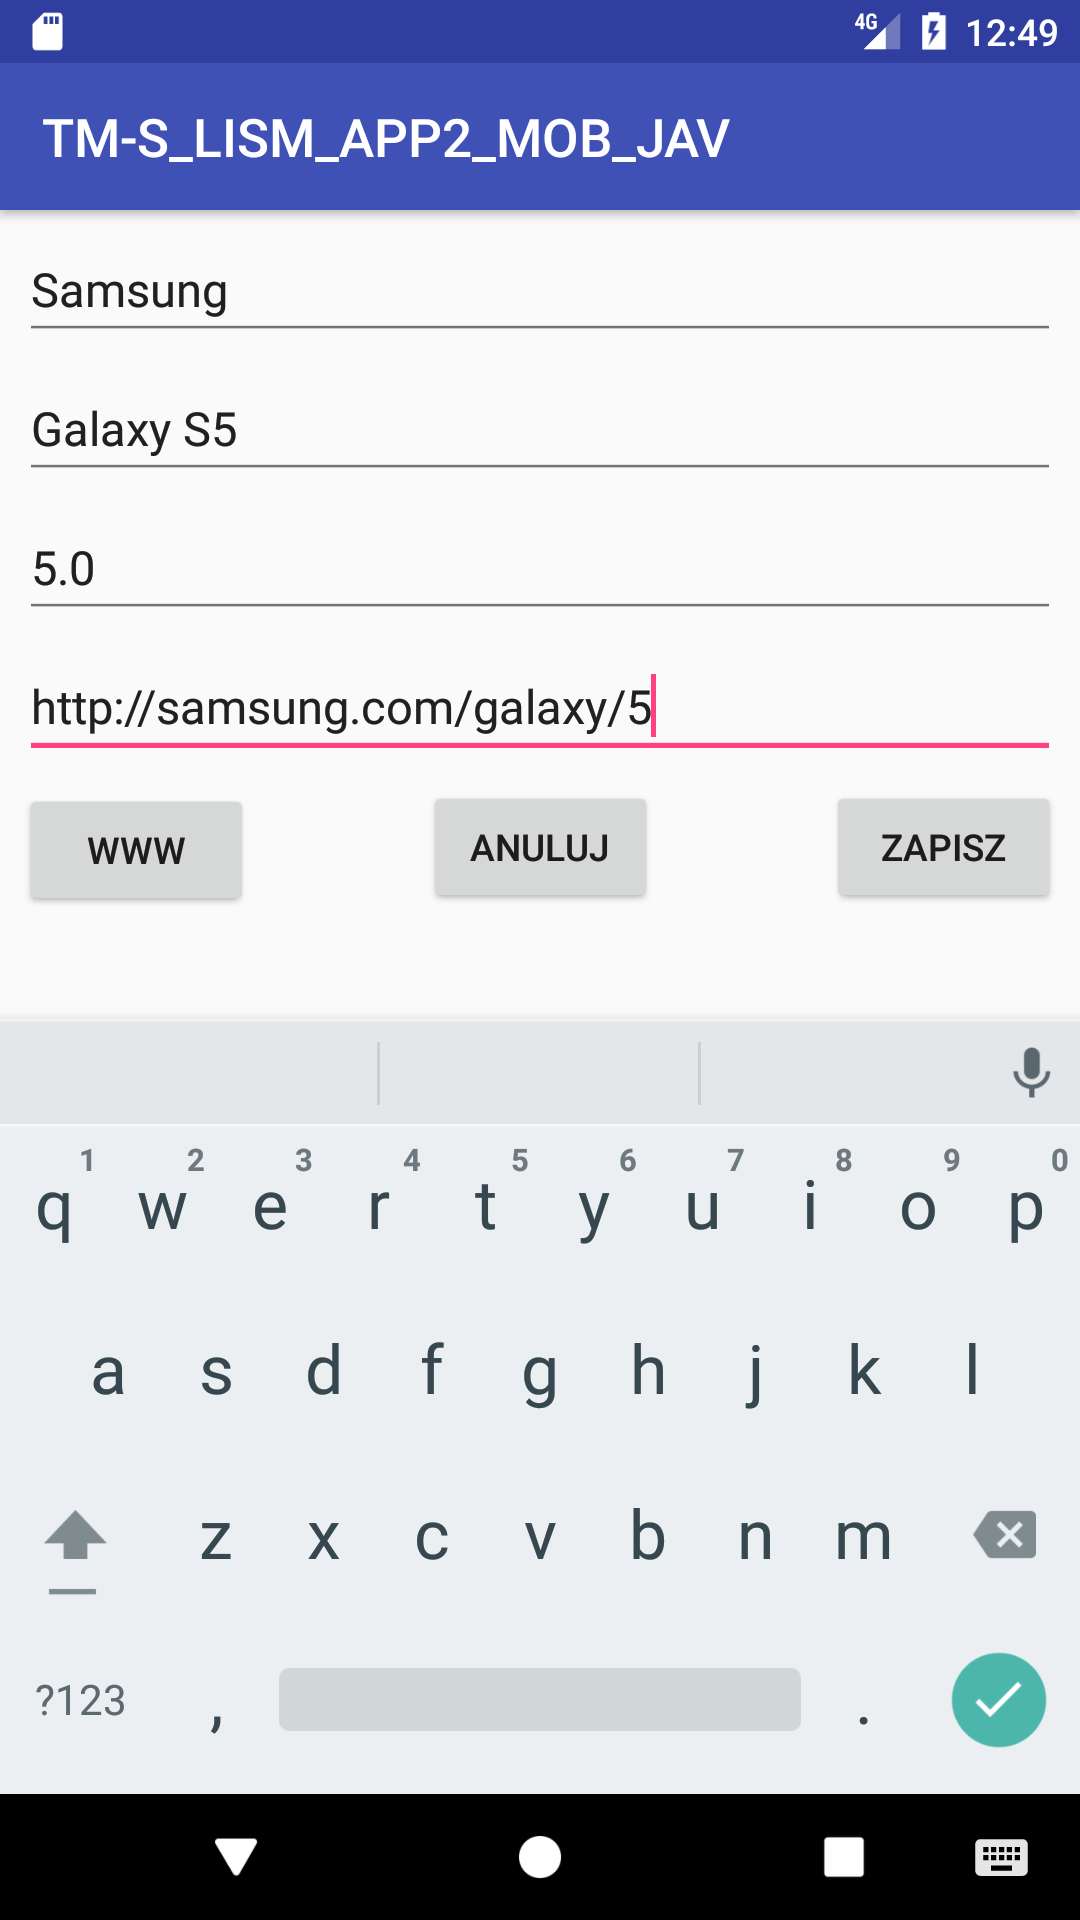 4G 12:49
TM-S_LISM_APP2_MOB_JAV
Samsung
Galaxy S5
5.0
http://samsung.com/galaxy/5
WWW ANULUJ ZAPISZ
1 2 3 4 5 6 7 8 9 0
q w e r t y u i o p
a s d f g h j k l
z x c v b n m
?123 , .